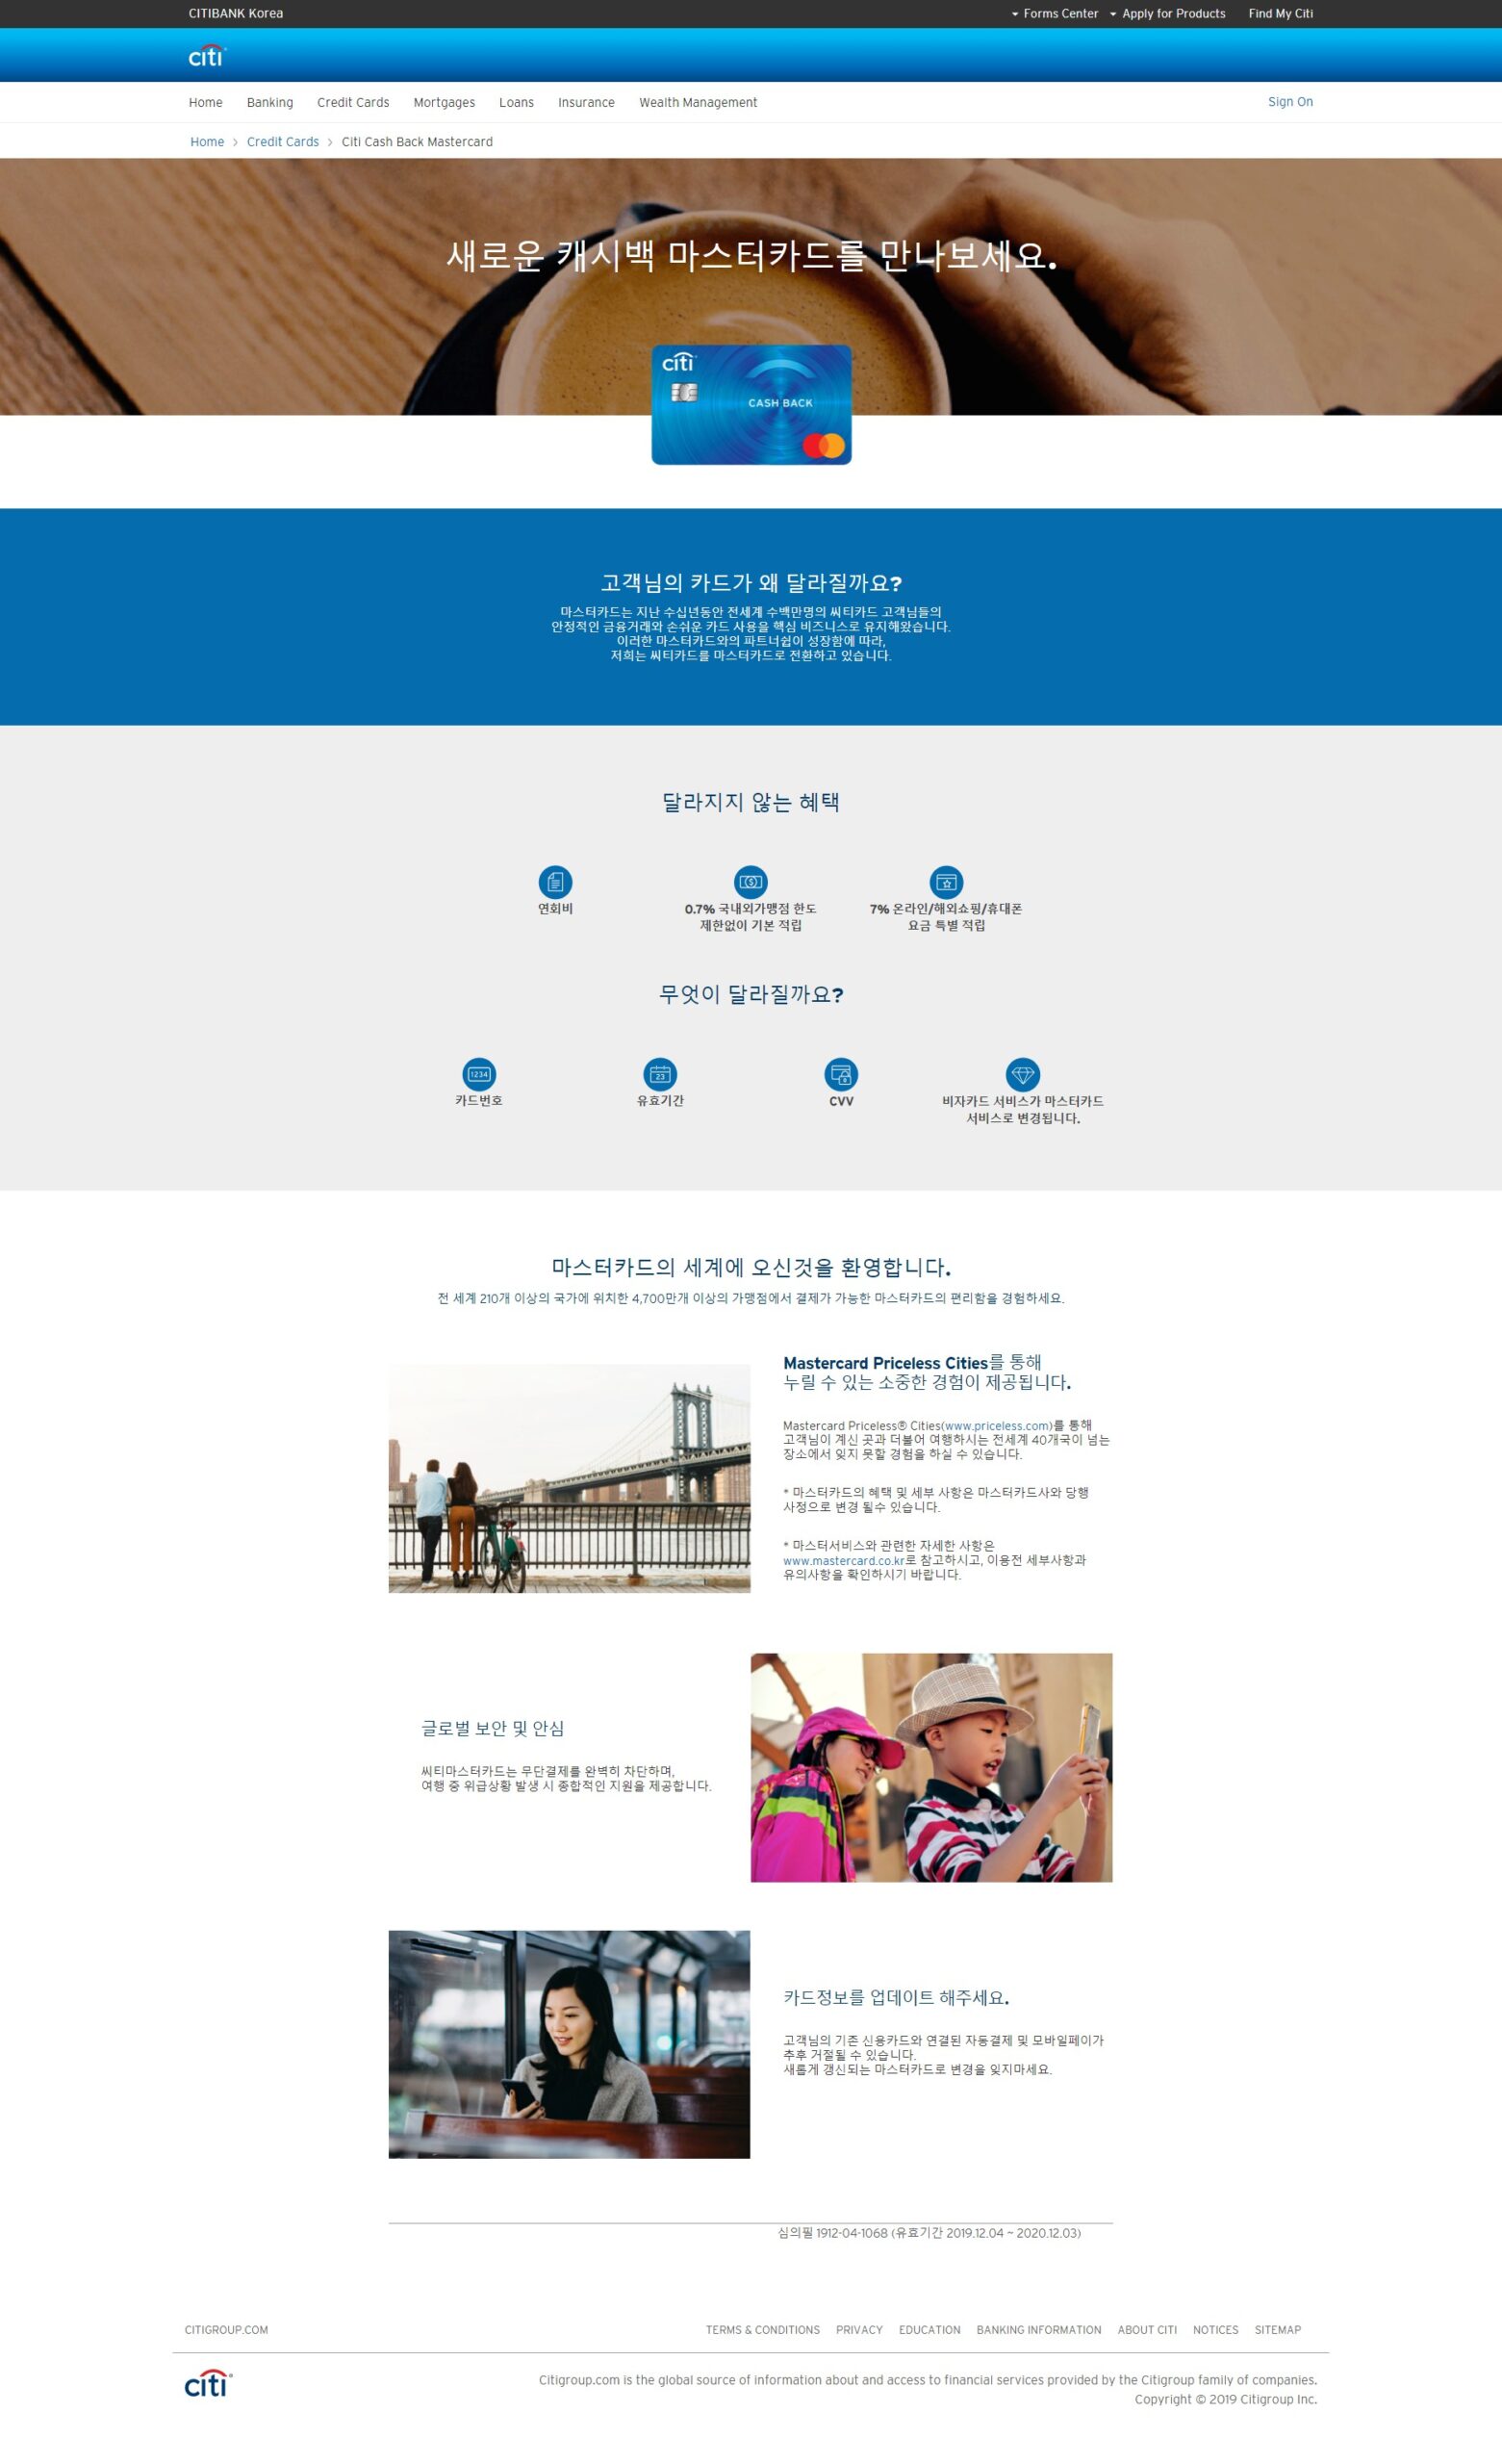 CITIBANK Korea
Forms Center Apply for Products Find My Citi
citi
Home Banking Credit Cards Mortgages Loans Insurance Wealth Management Sign On
Home > Credit Cards > Citi Cash Back Mastercard
새로운 캐시백 마스터카드를 만나보세요.
citi
CASH BACK
고객님의 카드가 왜 달라질까요?
마스터카드는 지난 수십년동안 전세계 수백만명의 씨티카드 고객님들의
안정적인 금융거래와 손쉬운 카드 사용을 핵심 비즈니스로 유지해왔습니다.
이러한 마스터카드와의 파트너쉽이 성장함에 따라,
저희는 씨티카드를 마스터카드로 전환하고 있습니다.
달라지지 않는 혜택
연회비
0.7% 국내외가맹점 한도
제한없이 기본 적립
7% 온라인/해외쇼핑/휴대폰
요금 특별 적립
무엇이 달라질까요?
1234
카드번호
23
유효기간
CVV
비자카드 서비스가 마스터카드
서비스로 변경됩니다.
마스터카드의 세계에 오신것을 환영합니다.
전 세계 210개 이상의 국가에 위치한 4,700만개 이상의 가맹점에서 결제가 가능한 마스터카드의 편리함을 경험하세요.
Mastercard Priceless Cities를 통해
누릴 수 있는 소중한 경험이 제공됩니다.
Mastercard Priceless® Cities(www.priceless.com)를 통해
고객님이 계신 곳과 더불어 여행하시는 전세계 40개국이 넘는
장소에서 잊지 못할 경험을 하실 수 있습니다.
* 마스터카드의 혜택 및 세부 사항은 마스터카드사와 당행
사정으로 변경 될수 있습니다.
* 마스터서비스와 관련한 자세한 사항은
www.mastercard.co.kr로 참고하시고, 이용전 세부사항과
유의사항을 확인하시기 바랍니다.
글로벌 보안 및 안심
씨티마스터카드는 무단결제를 완벽히 차단하며,
여행 중 위급상황 발생 시 종합적인 지원을 제공합니다.
카드정보를 업데이트 해주세요.
고객님의 기존 신용카드와 연결된 자동결제 및 모바일페이가
추후 거절될 수 있습니다.
새롭게 갱신되는 마스터카드로 변경을 잊지마세요.
심의필 1912-04-1068 (유효기간 2019.12.04 ~ 2020.12.03)
CITIGROUP.COM TERMS & CONDITIONS PRIVACY EDUCATION BANKING INFORMATION ABOUT CITI NOTICES SITEMAP
citi
Citigroup.com is the global source of information about and access to financial services provided by the Citigroup family of companies.
Copyright © 2019 Citigroup Inc.